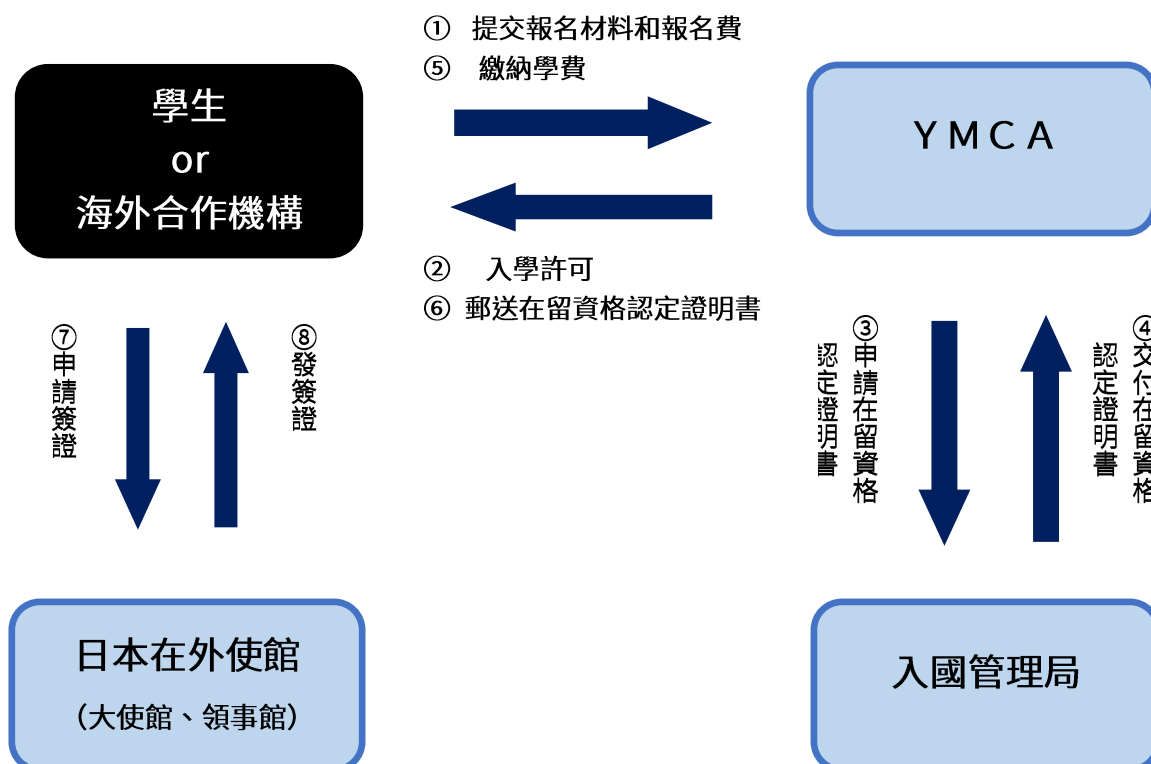 ① 提交報名材料和報名費
⑤ 繳納學費
學生
or
海外合作機構
YMCA
② 入學許可
⑥ 郵送在留資格認定證明書
⑦申請簽證
⑧發簽證
③申請在留資格
認定證明書
④交付在留資格
認定證明書
日本在外使館
（大使館、領事館）
入國管理局